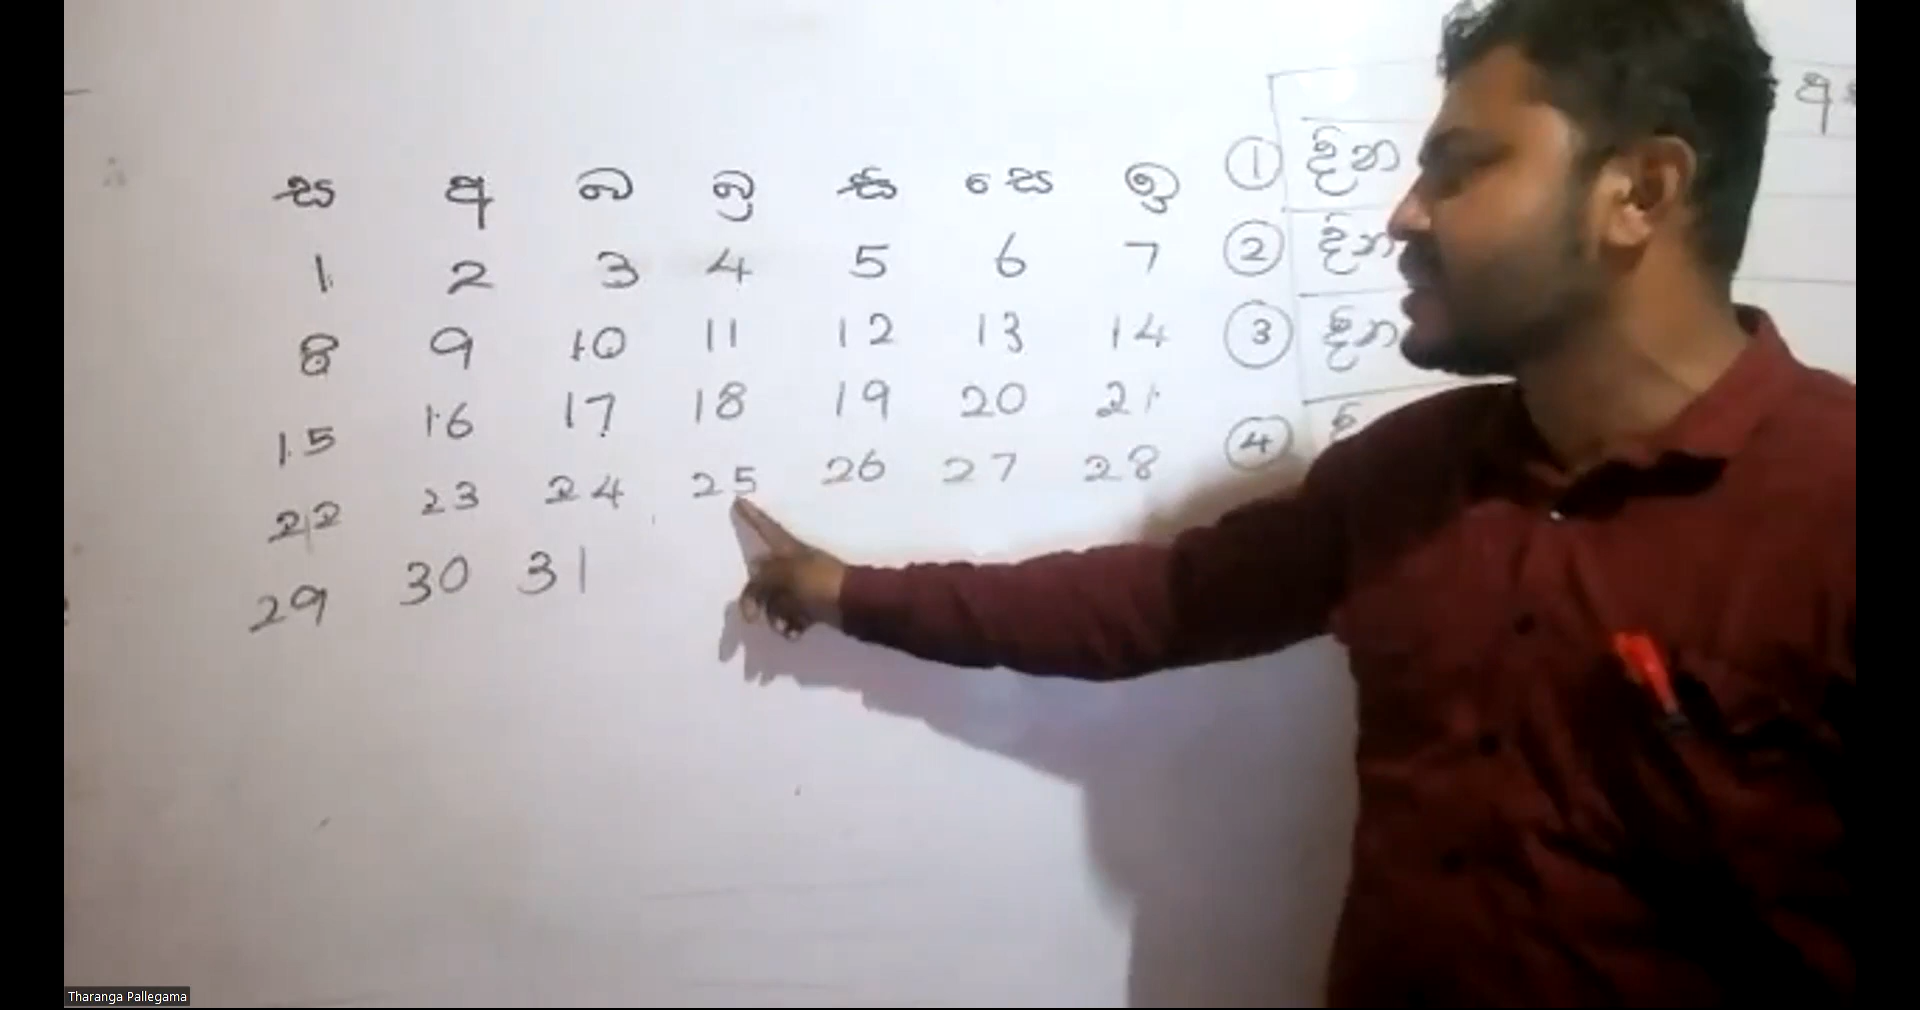 ස අ බ බ්‍ර සි සෙ ඉ
1 2 3 4 5 6 7
8 9 10 11 12 13 14
15 16 17 18 19 20 21
22 23 24 25 26 27 28
29 30 31
අ
1 දින
2 දින
3 දින
4 දි
Tharanga Pallegama